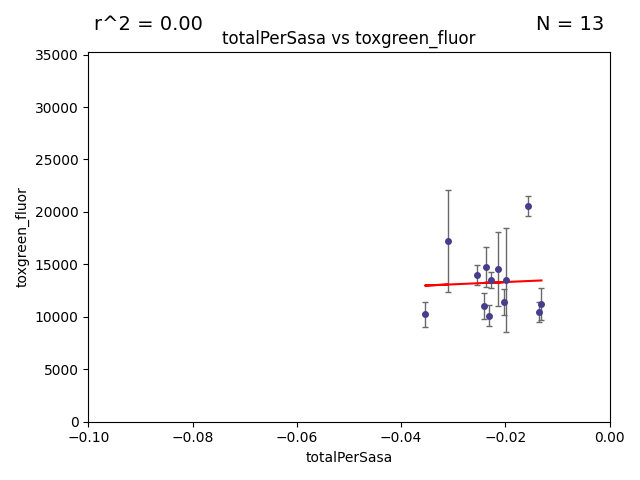 r^2 = 0.00
N = 13
totalPerSasa vs toxgreen_fluor
35000
30000
25000
20000
15000
10000
5000
0
toxgreen_fluor
−0.10
−0.08
−0.06
−0.04
−0.02
0.00
totalPerSasa